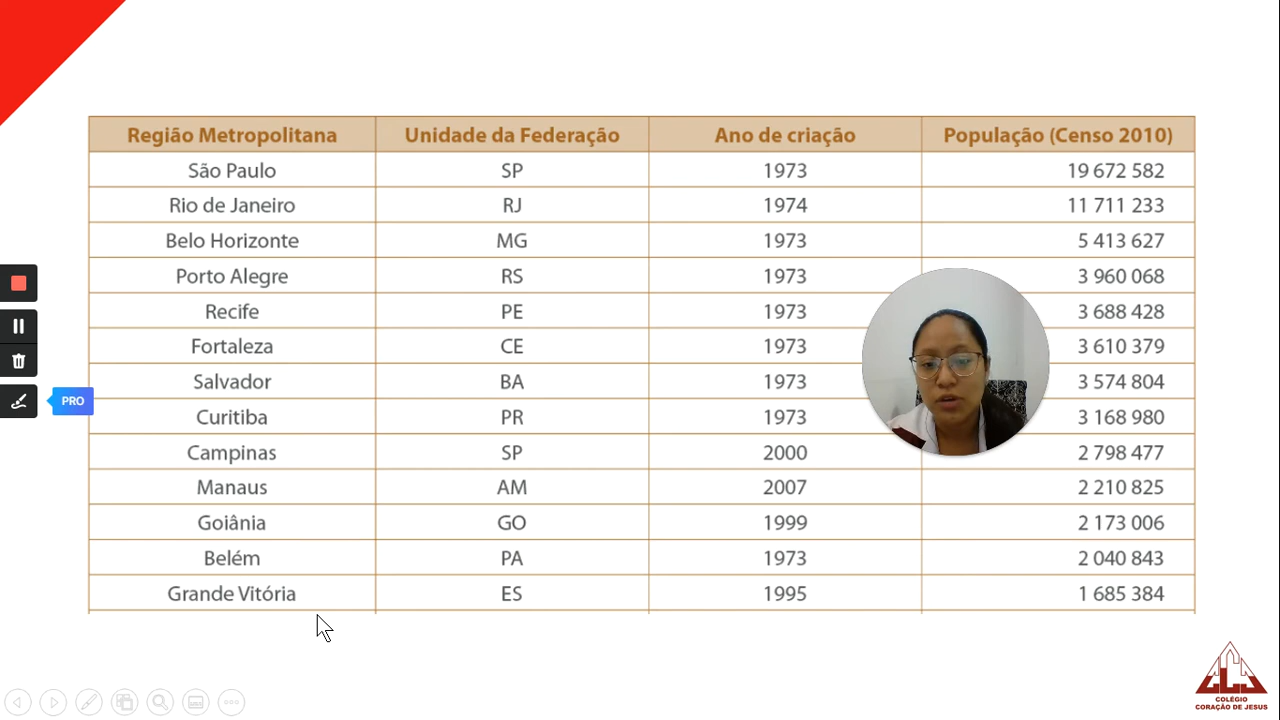 Região Metropolitana Unidade da Federação Ano de criação População (Censo 2010)
São Paulo SP 1973 19 672 582
Rio de Janeiro RJ 1974 11 711 233
Belo Horizonte MG 1973 5 413 627
Porto Alegre RS 1973 3 960 068
Recife PE 1973 3 688 428
Fortaleza CE 1973 3 610 379
Salvador BA 1973 3 574 804
PRO
Curitiba PR 1973 3 168 980
Campinas SP 2000 2 798 477
Manaus AM 2007 2 210 825
Goiânia GO 1999 2 173 006
Belém PA 1973 2 040 843
Grande Vitória ES 1995 1 685 384
CCJ
COLÉGIO
CORAÇÃO DE JESUS